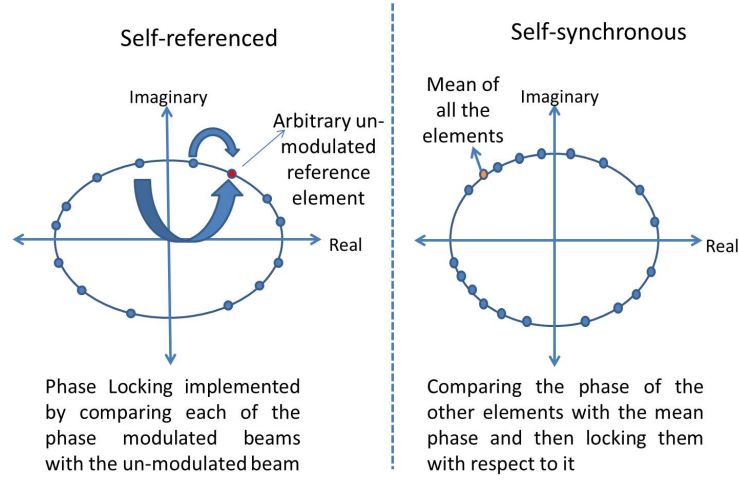 Self-referenced
Imaginary
Arbitrary un-
modulated
reference
element
Real
Phase Locking implemented
by comparing each of the
phase modulated beams
with the un-modulated beam
Self-synchronous
Mean of
all the
elements
Imaginary
Real
Comparing the phase of the
other elements with the mean
phase and then locking them
with respect to it